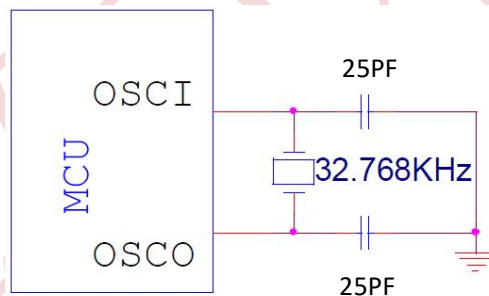 25PF
OSCI
32.768KHz
MCU
OSCO
25PF